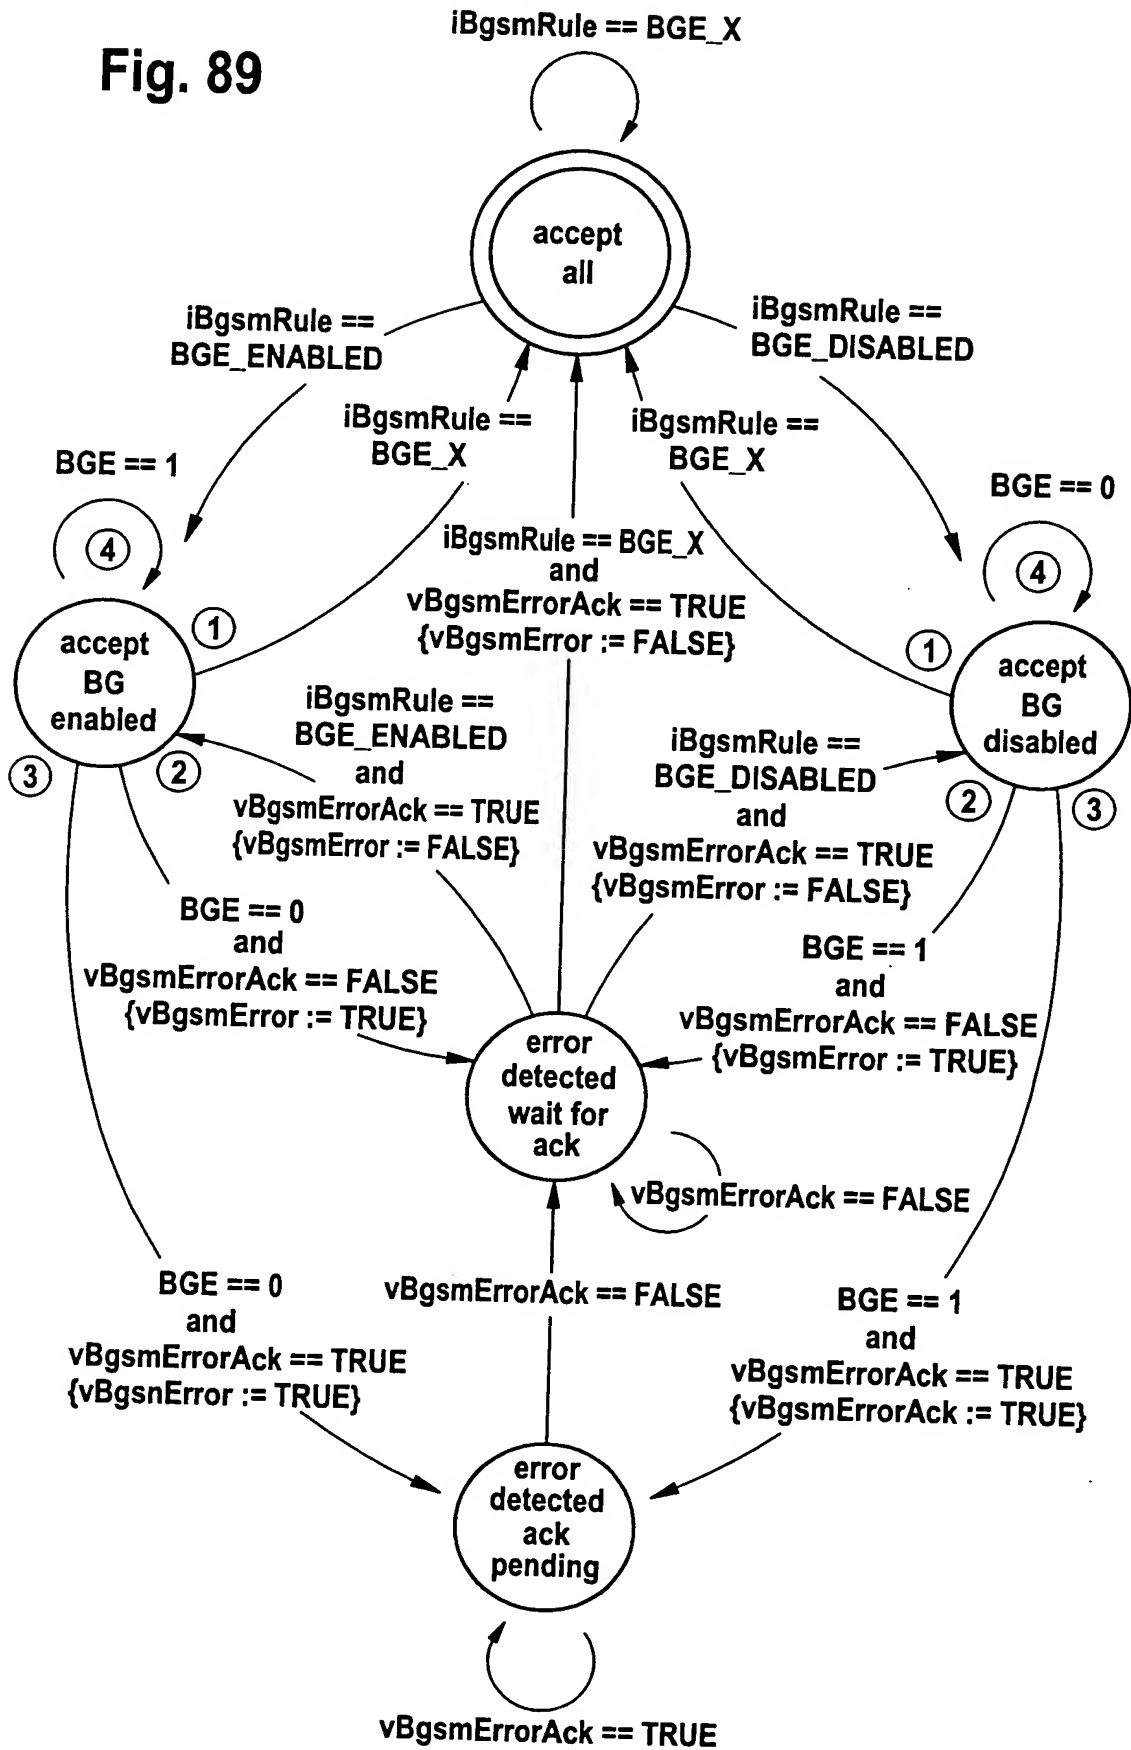 iBgsmRule == BGE_X
Fig. 89
accept
all
iBgsmRule ==
BGE_ENABLED
iBgsmRule ==
BGE_DISABLED
iBgsmRule ==
BGE_X
iBgsmRule ==
BGE_X
BGE == 1
4
BGE == 0
4
iBgsmRule == BGE_X
and
vBgsmErrorAck == TRUE
{vBgsmError := FALSE}
1
accept
BG
enabled
3
2
1
accept
BG
disabled
2
3
iBgsmRule ==
BGE_ENABLED
and
vBgsmErrorAck == TRUE
{vBgsmError := FALSE}
iBgsmRule ==
BGE_DISABLED
and
vBgsmErrorAck == TRUE
{vBgsmError := FALSE}
BGE == 0
and
vBgsmErrorAck == FALSE
{vBgsmError := TRUE}
BGE == 1
and
vBgsmErrorAck == FALSE
{vBgsmError := TRUE}
error
detected
wait for
ack
vBgsmErrorAck == FALSE
vBgsmErrorAck == FALSE
BGE == 0
and
vBgsmErrorAck == TRUE
{vBgsnError := TRUE}
BGE == 1
and
vBgsmErrorAck == TRUE
{vBgsmErrorAck := TRUE}
error
detected
ack
pending
vBgsmErrorAck == TRUE